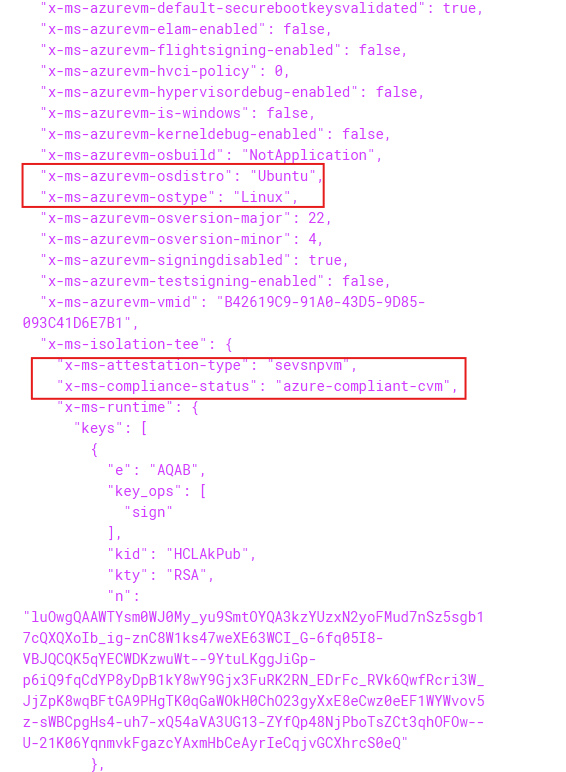 "x-ms-azurevm-default-securebootkeysvalidated": true,
"x-ms-azurevm-elam-enabled": false,
"x-ms-azurevm-flightsigning-enabled": false,
"x-ms-azurevm-hvci-policy": 0,
"x-ms-azurevm-hypervisordebug-enabled": false,
"x-ms-azurevm-is-windows": false,
"x-ms-azurevm-kerneldebug-enabled": false,
"x-ms-azurevm-osbuild": "NotApplication",
"x-ms-azurevm-osdistro": "Ubuntu",
"x-ms-azurevm-ostype": "Linux",
"x-ms-azurevm-osversion-major": 22,
"x-ms-azurevm-osversion-minor": 4,
"x-ms-azurevm-signingdisabled": true,
"x-ms-azurevm-testsigning-enabled": false,
"x-ms-azurevm-vmid": "B42619C9-91A0-43D5-9D85-
093C41D6E7B1",
"x-ms-isolation-tee": {
"x-ms-attestation-type": "sevsnpvm",
"x-ms-compliance-status": "azure-compliant-cvm",
"x-ms-runtime": {
"keys": [
{
"e": "AQAB",
"key_ops": [
"sign"
],
"kid": "HCLAkPub",
"kty": "RSA",
"n":
"luOwgQAAWTYsm0WJ0My_yu9SmtOYQA3kzYUzxN2yoFMud7nSz5sgb1
7cQXQXoIb_ig-znC8W1ks47weXE63WCI_G-6fq05I8-
VBJQCQK5qYECWDKzwuWt--9YtuLKggJiGp-
p6iQ9fqCdYP8yDpB1kY8wY9Gjx3FuRK2RN_EDrFc_RVk6QwfRcri3W_
JjZpK8wqBFtGA9PHgTK0qGaWOkH0ChO23gyXxE8eCwz0eEF1WYWvov5
z-sWBCpgHs4-uh7-xQ54aVA3UG13-ZYfQp48NjPboTsZCt3qhOFOw--
U-21K06YqnmvkFgazcYAxmHbCeAyrIeCqjvGCXhrcS0eQ"
},